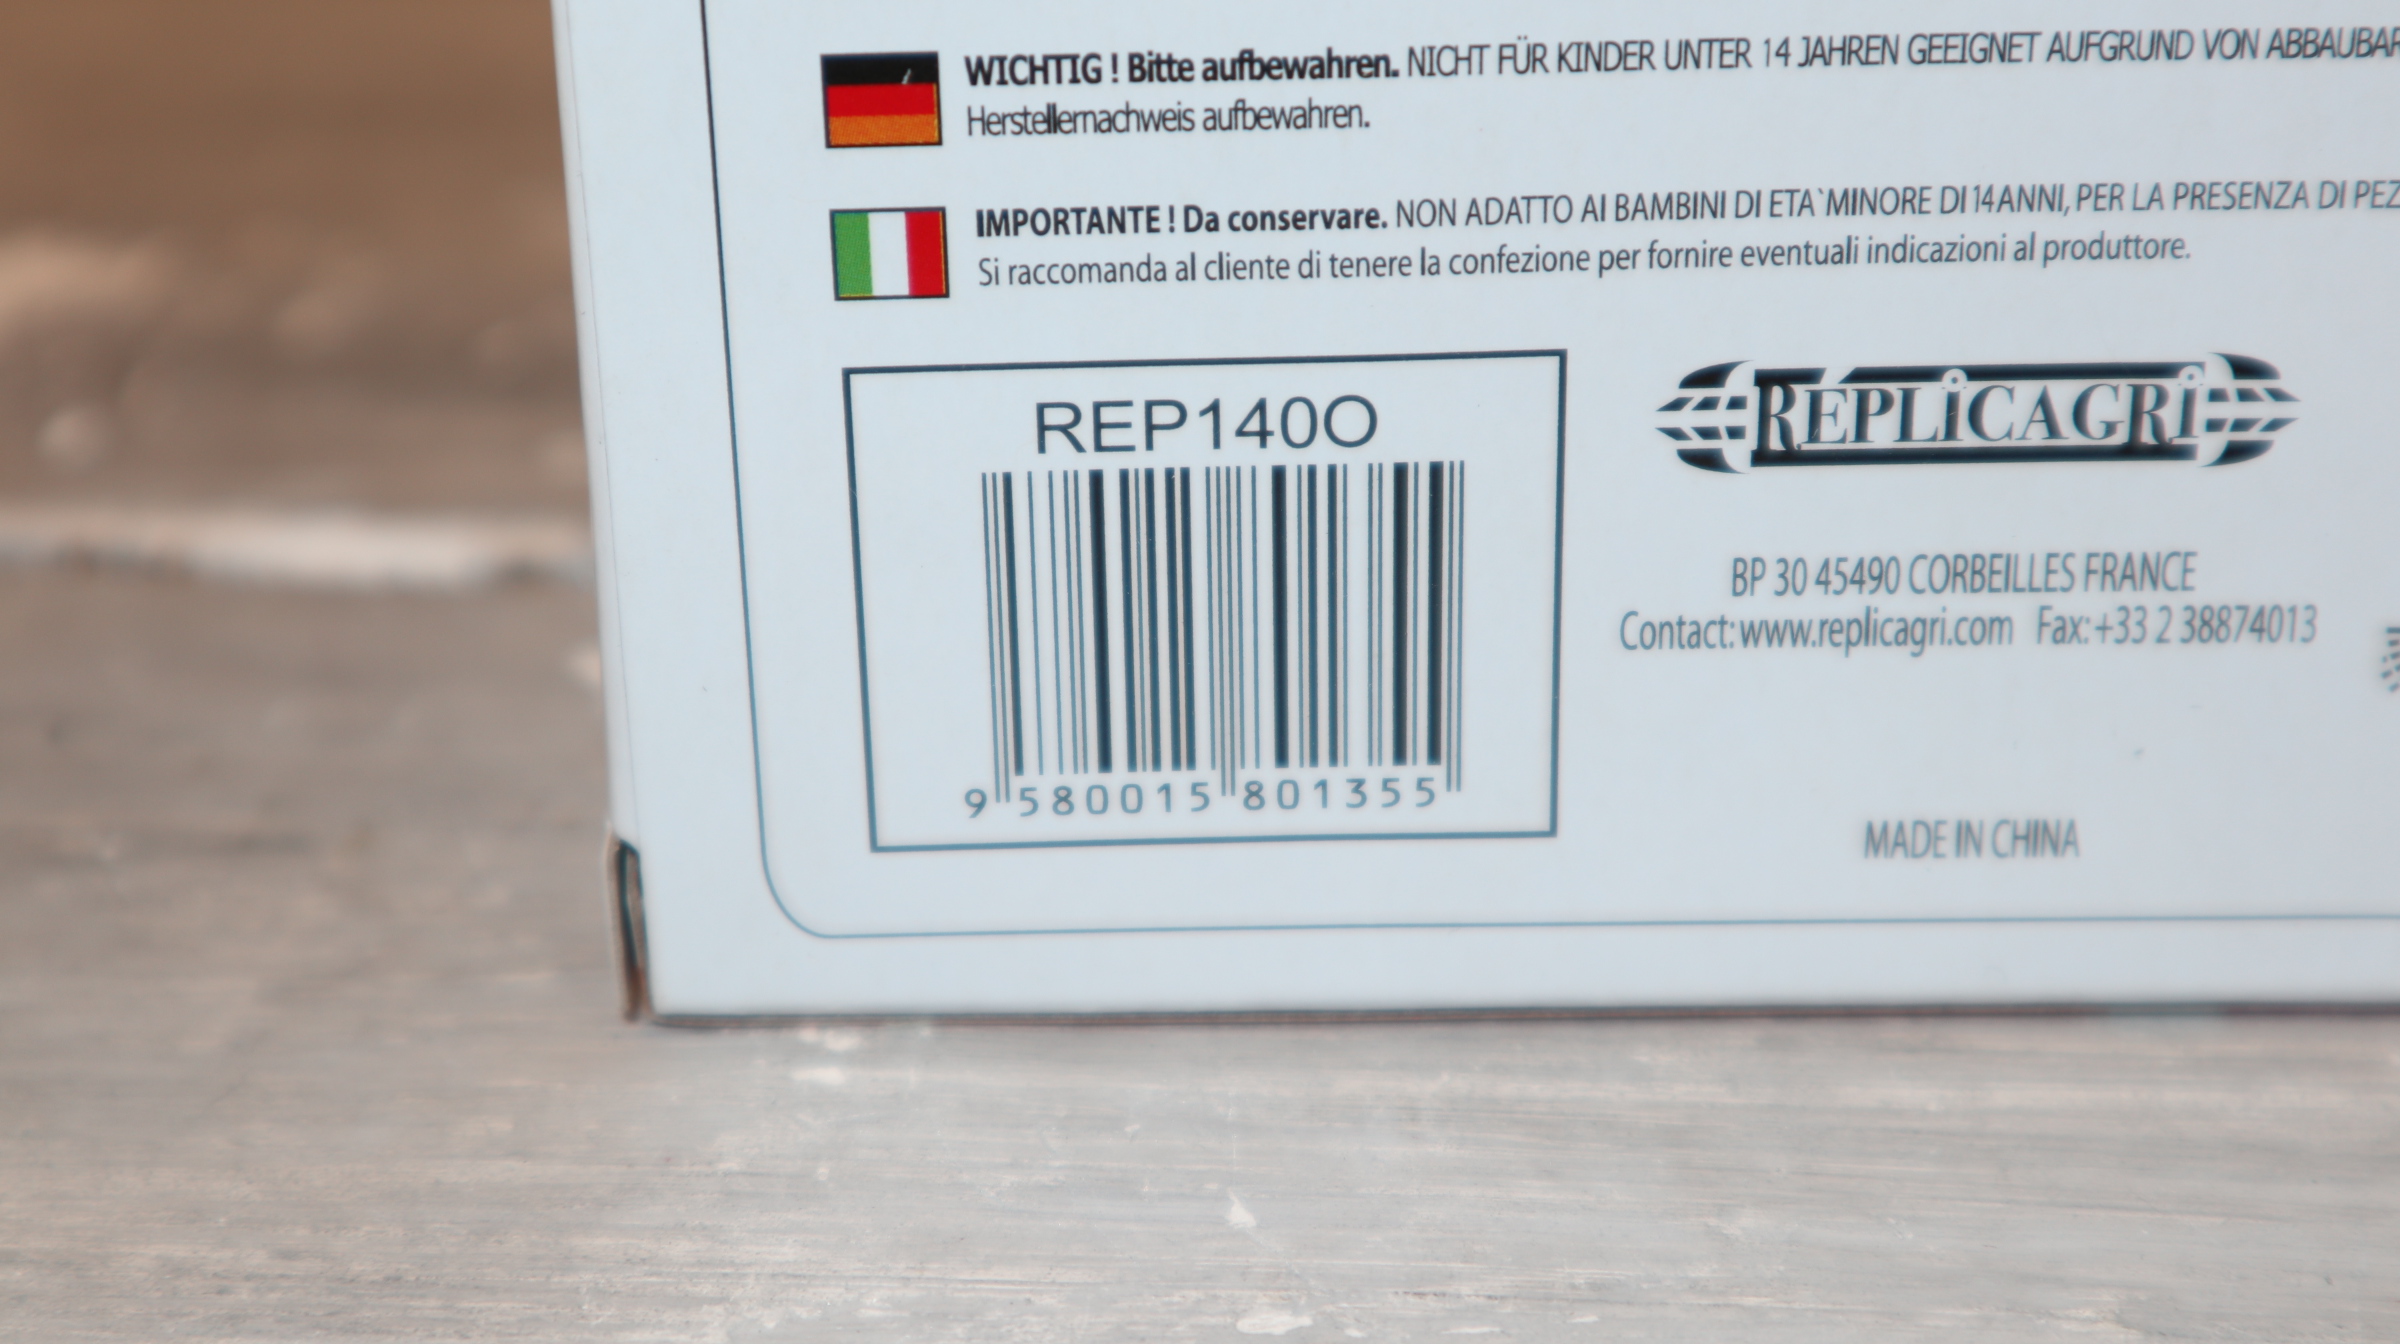 WICHTIG ! Bitte aufbewahren. NICHT FÜR KINDER UNTER 14 JAHREN GEEIGNET AUFGRUND VON
Herstellernachweis aufbewahren.
IMPORTANTE ! Da conservare. NON ADATTO AI BAMBINI DI ETA`MINORE DI 14 ANNI, PER LA PRESENZA DI
Si raccomanda al cliente di tenere la confezione per fornire eventuali indicazioni al produttore.
REP140O
9 580015 801355
REPLiCAGRi
BP 30 45490 CORBEILLES FRANCE
Contact: www.replicagri.com Fax: +33 2 38874013
MADE IN CHINA